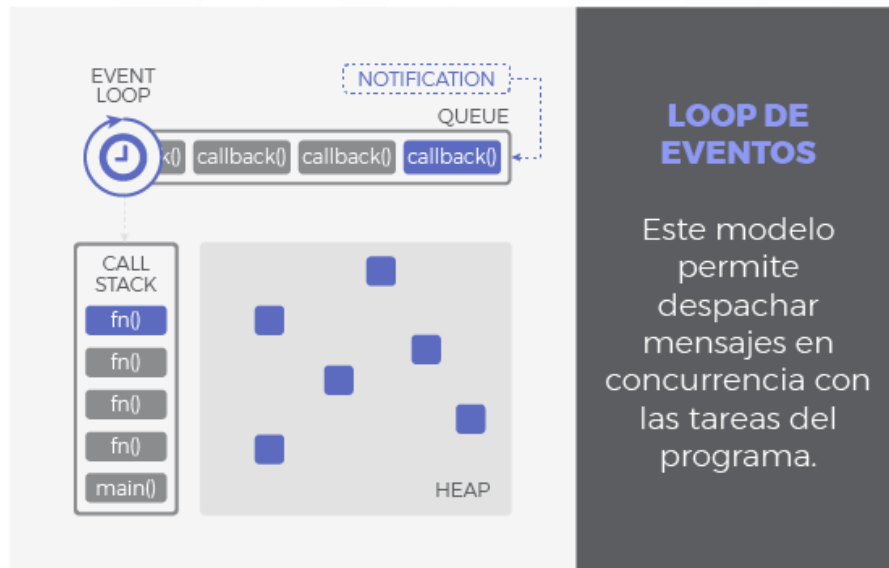 EVENT
LOOP
NOTIFICATION
QUEUE
k()
callback()
callback()
callback()
CALL
STACK
fn()
fn()
fn()
fn()
main()
HEAP
LOOP DE
EVENTOS
Este modelo
permite
despachar
mensajes en
concurrencia con
las tareas del
programa.